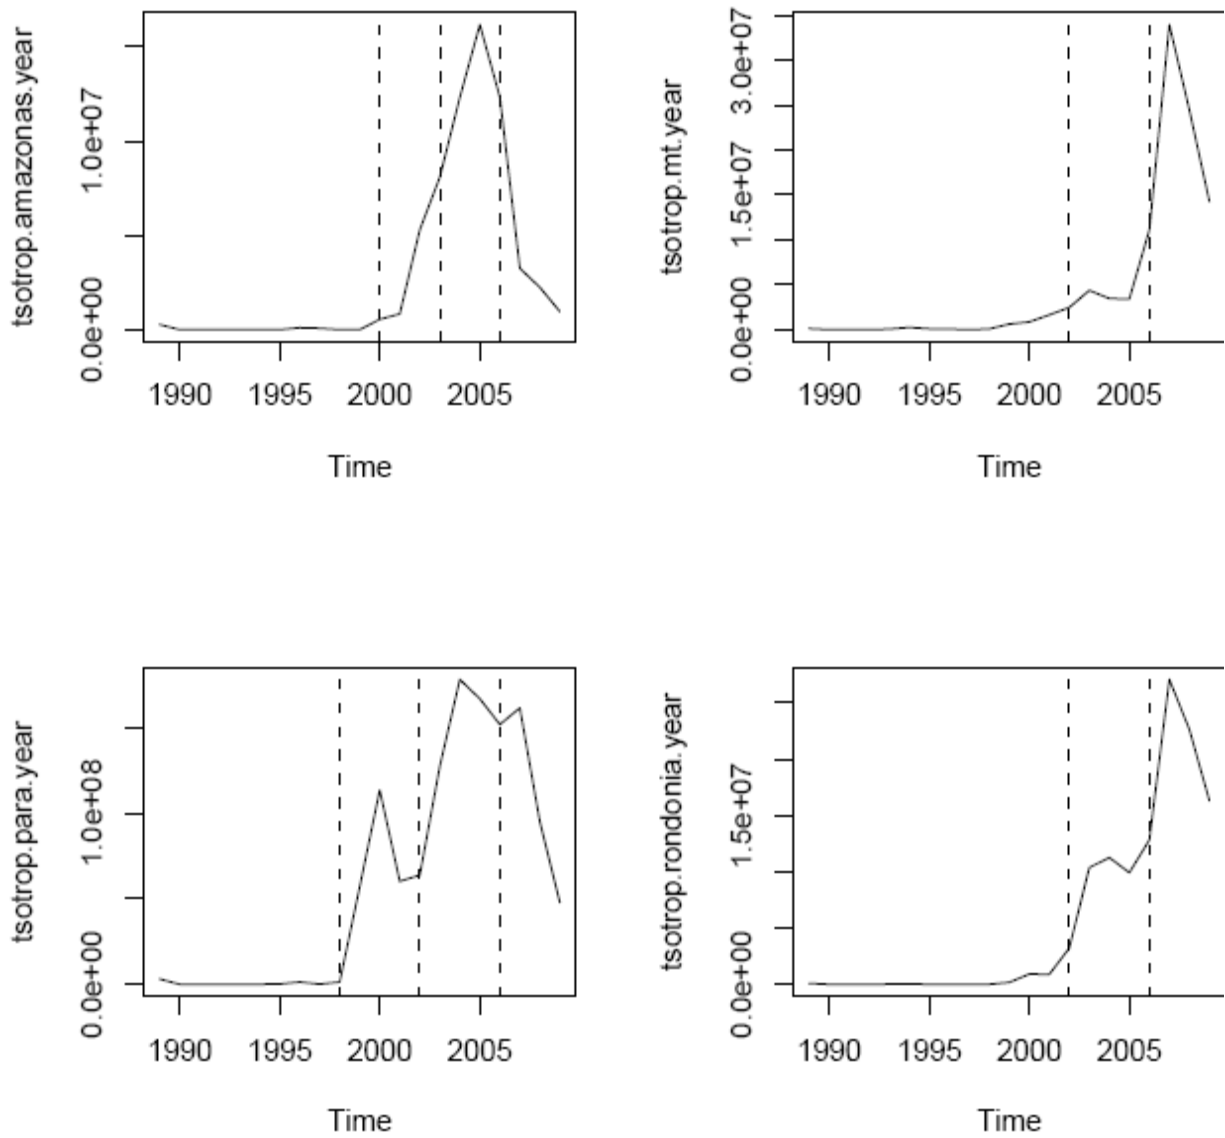 tsotrop.amazonas.year
0.0e+00 1.0e+07
1990 1995 2000 2005
Time
tsotrop.mt.year
0.0e+00 1.5e+07 3.0e+07
1990 1995 2000 2005
Time
tsotrop.para.year
0.0e+00 1.0e+08
1990 1995 2000 2005
Time
tsotrop.rondonia.year
0.0e+00 1.5e+07
1990 1995 2000 2005
Time